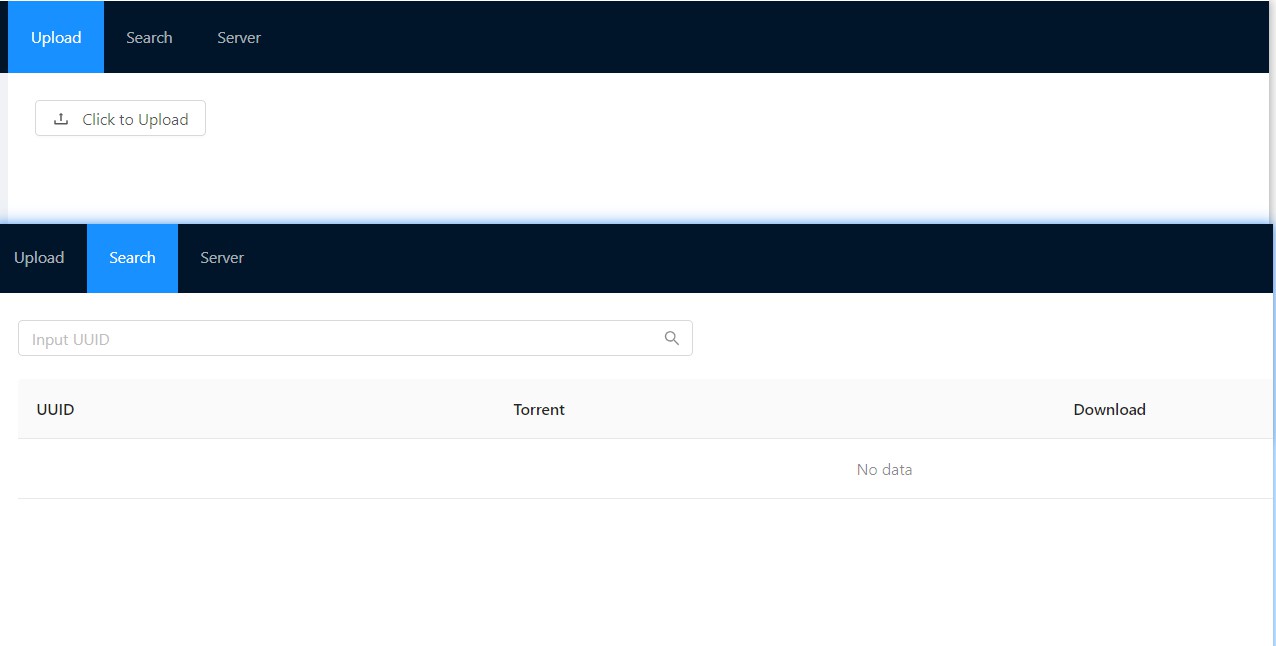 Upload Search Server
Click to Upload
Upload Search Server
Input UUID
UUID Torrent Download
No data